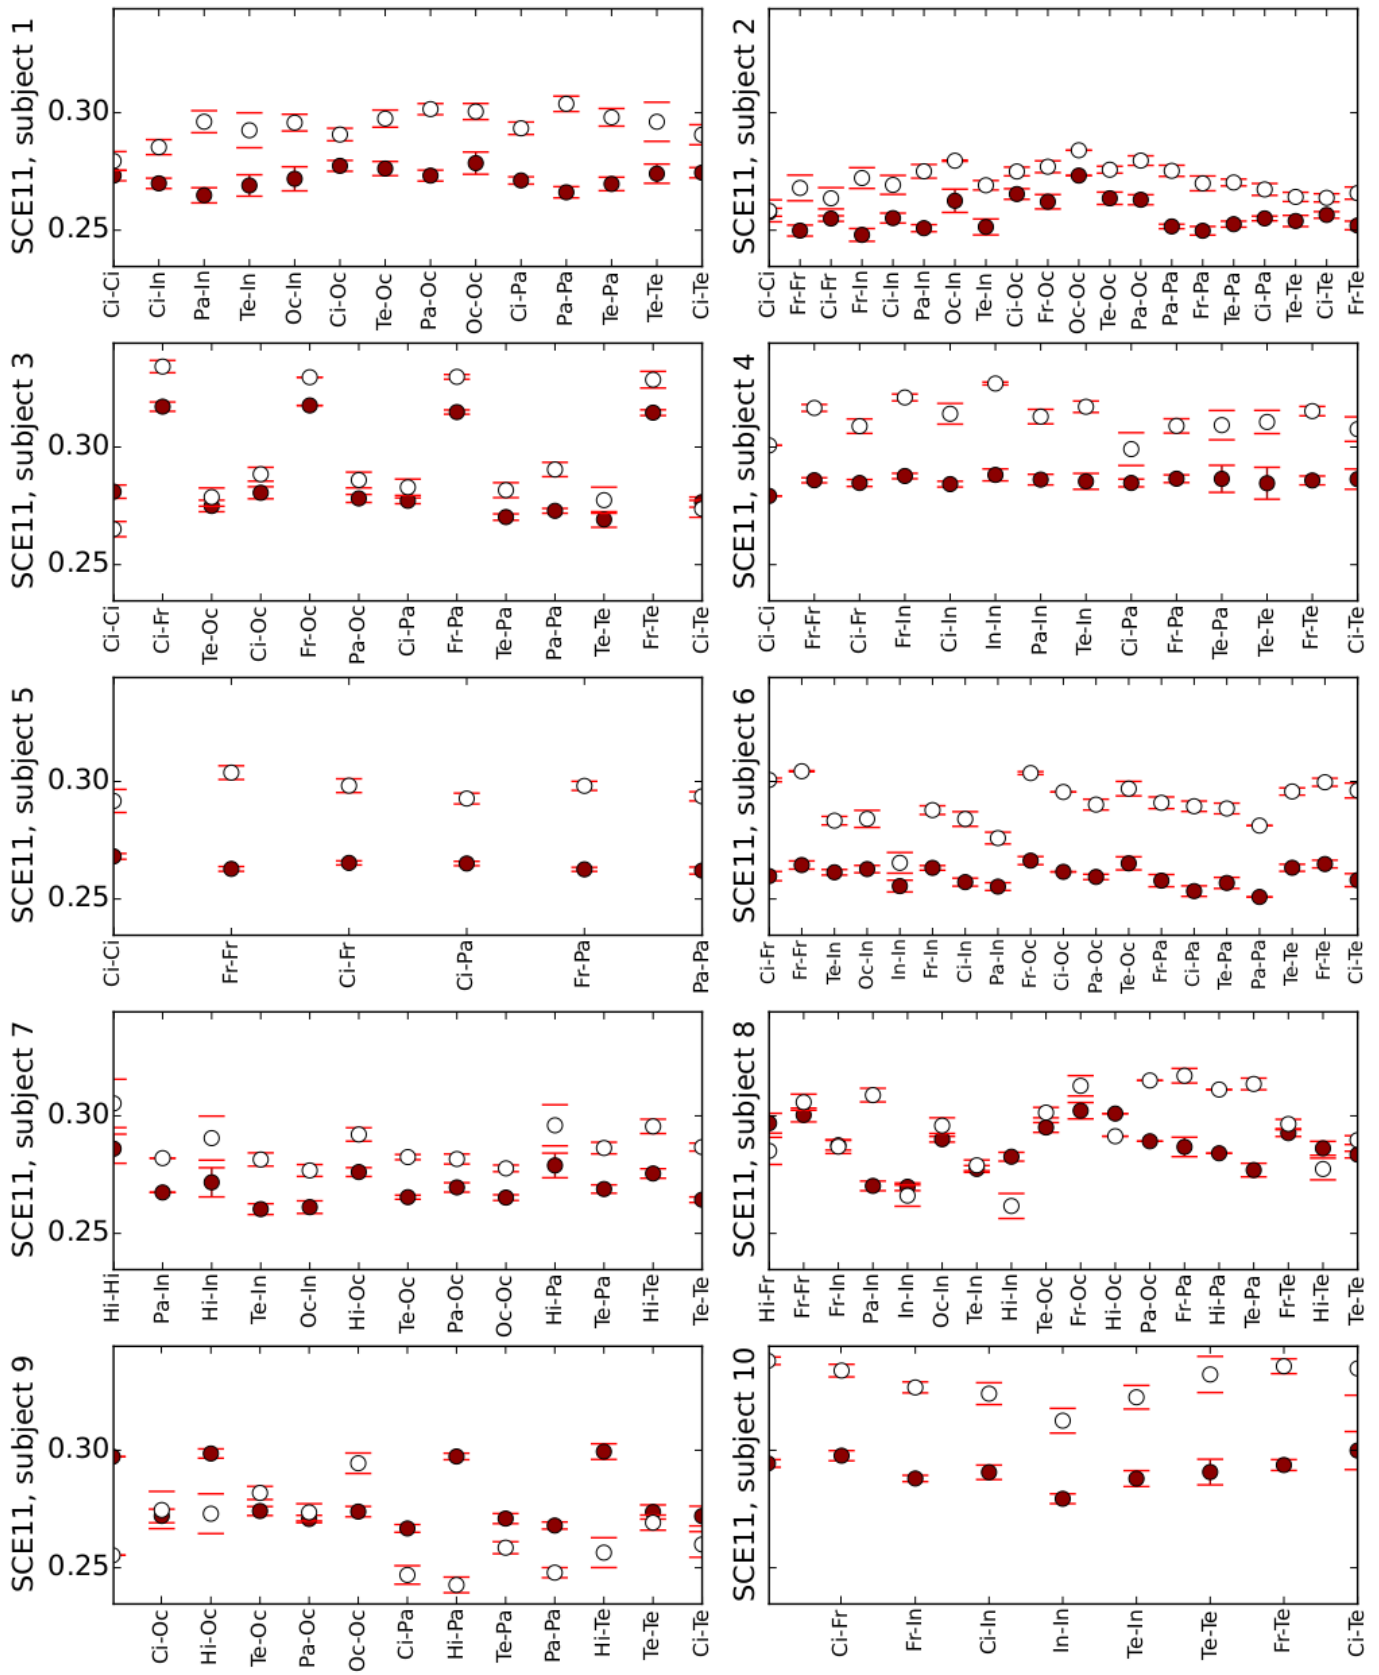 SCE11, subject 1
0.30
0.25
Ci-Ci Ci-In Pa-In Te-In Oc-In Ci-Oc Te-Oc Pa-Oc Oc-Oc Ci-Pa Pa-Pa Te-Pa Te-Te Ci-Te
SCE11, subject 2
Ci-Ci Fr-Fr Ci-Fr Fr-In Ci-In Pa-In Oc-In Te-In Ci-Oc Fr-Oc Oc-Oc Te-Oc Pa-Oc Pa-Pa Fr-Pa Te-Pa Ci-Pa Te-Te Ci-Te Fr-Te
SCE11, subject 3
0.30
0.25
Ci-Ci Ci-Fr Te-Oc Ci-Oc Fr-Oc Pa-Oc Ci-Pa Fr-Pa Te-Pa Pa-Pa Te-Te Fr-Te Ci-Te
SCE11, subject 4
Ci-Ci Fr-Fr Ci-Fr Fr-In Ci-In In-In Pa-In Te-In Ci-Pa Fr-Pa Te-Pa Te-Te Fr-Te Ci-Te
SCE11, subject 5
0.30
0.25
Ci-Ci Fr-Fr Ci-Fr Ci-Pa Fr-Pa Pa-Pa
SCE11, subject 6
Ci-Fr Fr-Fr Te-In Oc-In In-In Fr-In Ci-In Pa-In Fr-Oc Ci-Oc Pa-Oc Te-Oc Fr-Pa Ci-Pa Te-Pa Pa-Pa Te-Te Fr-Te Ci-Te
SCE11, subject 7
0.30
0.25
Hi-Hi Pa-In Hi-In Te-In Oc-In Hi-Oc Te-Oc Pa-Oc Oc-Oc Hi-Pa Te-Pa Hi-Te Te-Te
SCE11, subject 8
Hi-Fr Fr-Fr Fr-In Pa-In In-In Oc-In Te-In Hi-In Te-Oc Fr-Oc Hi-Oc Pa-Oc Fr-Pa Hi-Pa Te-Pa Fr-Te Hi-Te Te-Te
SCE11, subject 9
0.30
0.25
Ci-Oc Hi-Oc Te-Oc Pa-Oc Oc-Oc Ci-Pa Hi-Pa Te-Pa Pa-Pa Hi-Te Te-Te Ci-Te
SCE11, subject 10
Ci-Fr Fr-In Ci-In In-In Te-In Te-Te Fr-Te Ci-Te